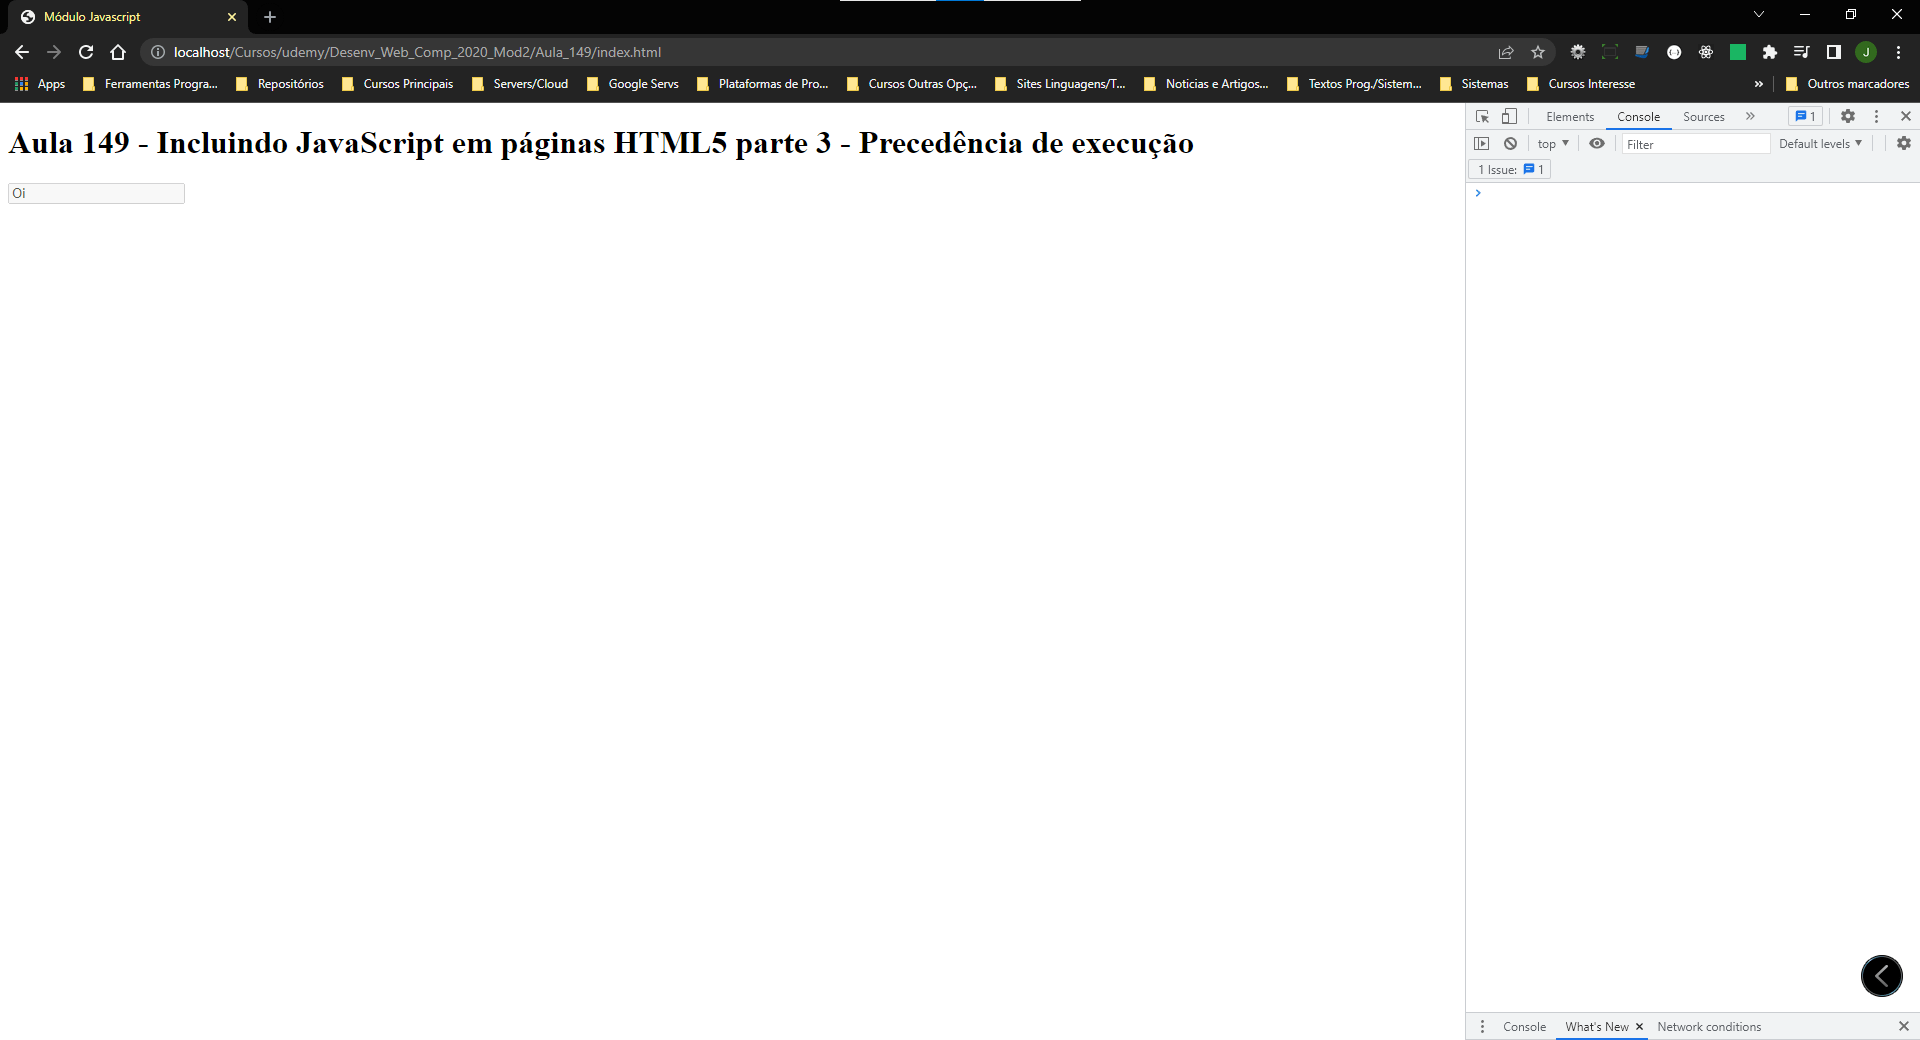 Módulo Javascript
localhost/Cursos/udemy/Desenv_Web_Comp_2020_Mod2/Aula_149/index.html
J
Apps Ferramentas Progra... Repositórios Cursos Principais Servers/Cloud Google Servs Plataformas de Pro... Cursos Outras Opç... Sites Linguagens/T... Noticias e Artigos... Textos Prog./Sistem... Sistemas Cursos Interesse » Outros marcadores
Aula 149 - Incluindo JavaScript em páginas HTML5 parte 3 - Precedência de execução
Oi
Elements Console Sources » 1
top Filter Default levels
1 Issue: 1
Console What's New Network conditions